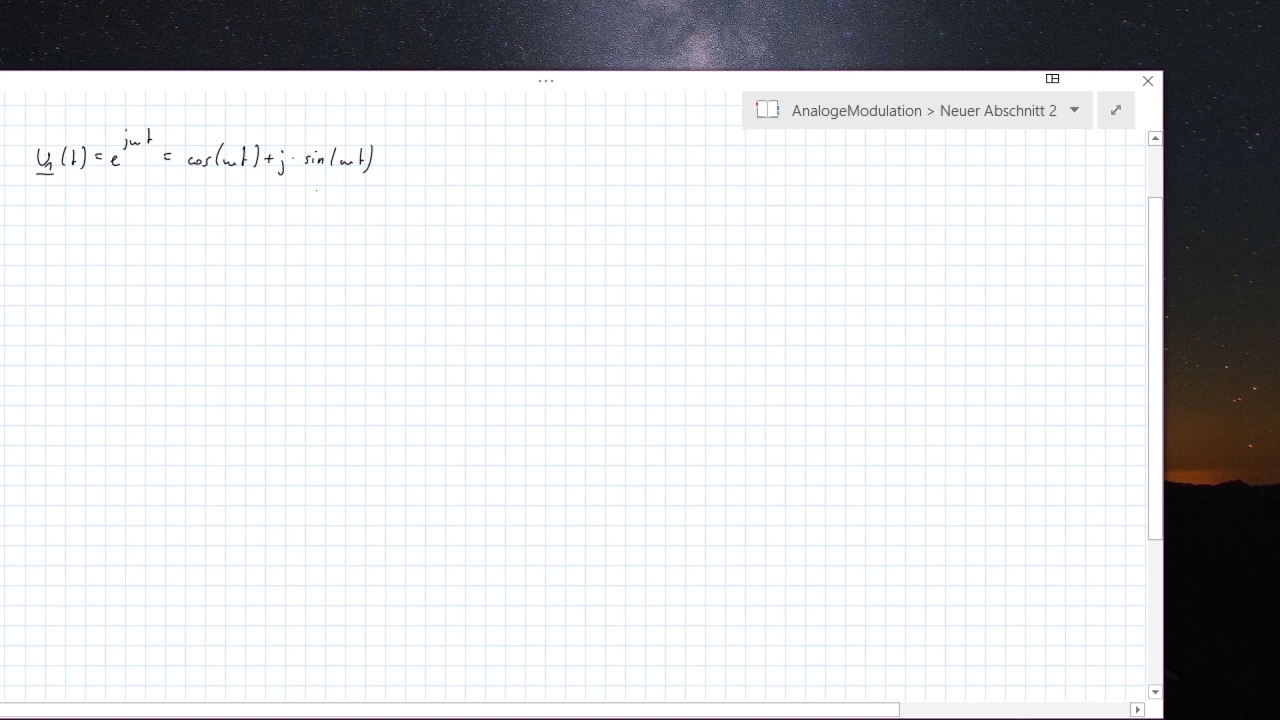 AnalogeModulation > Neuer Abschnitt 2
u₁(t) = e^jωt = cos(ωt) + j · sin(ωt)